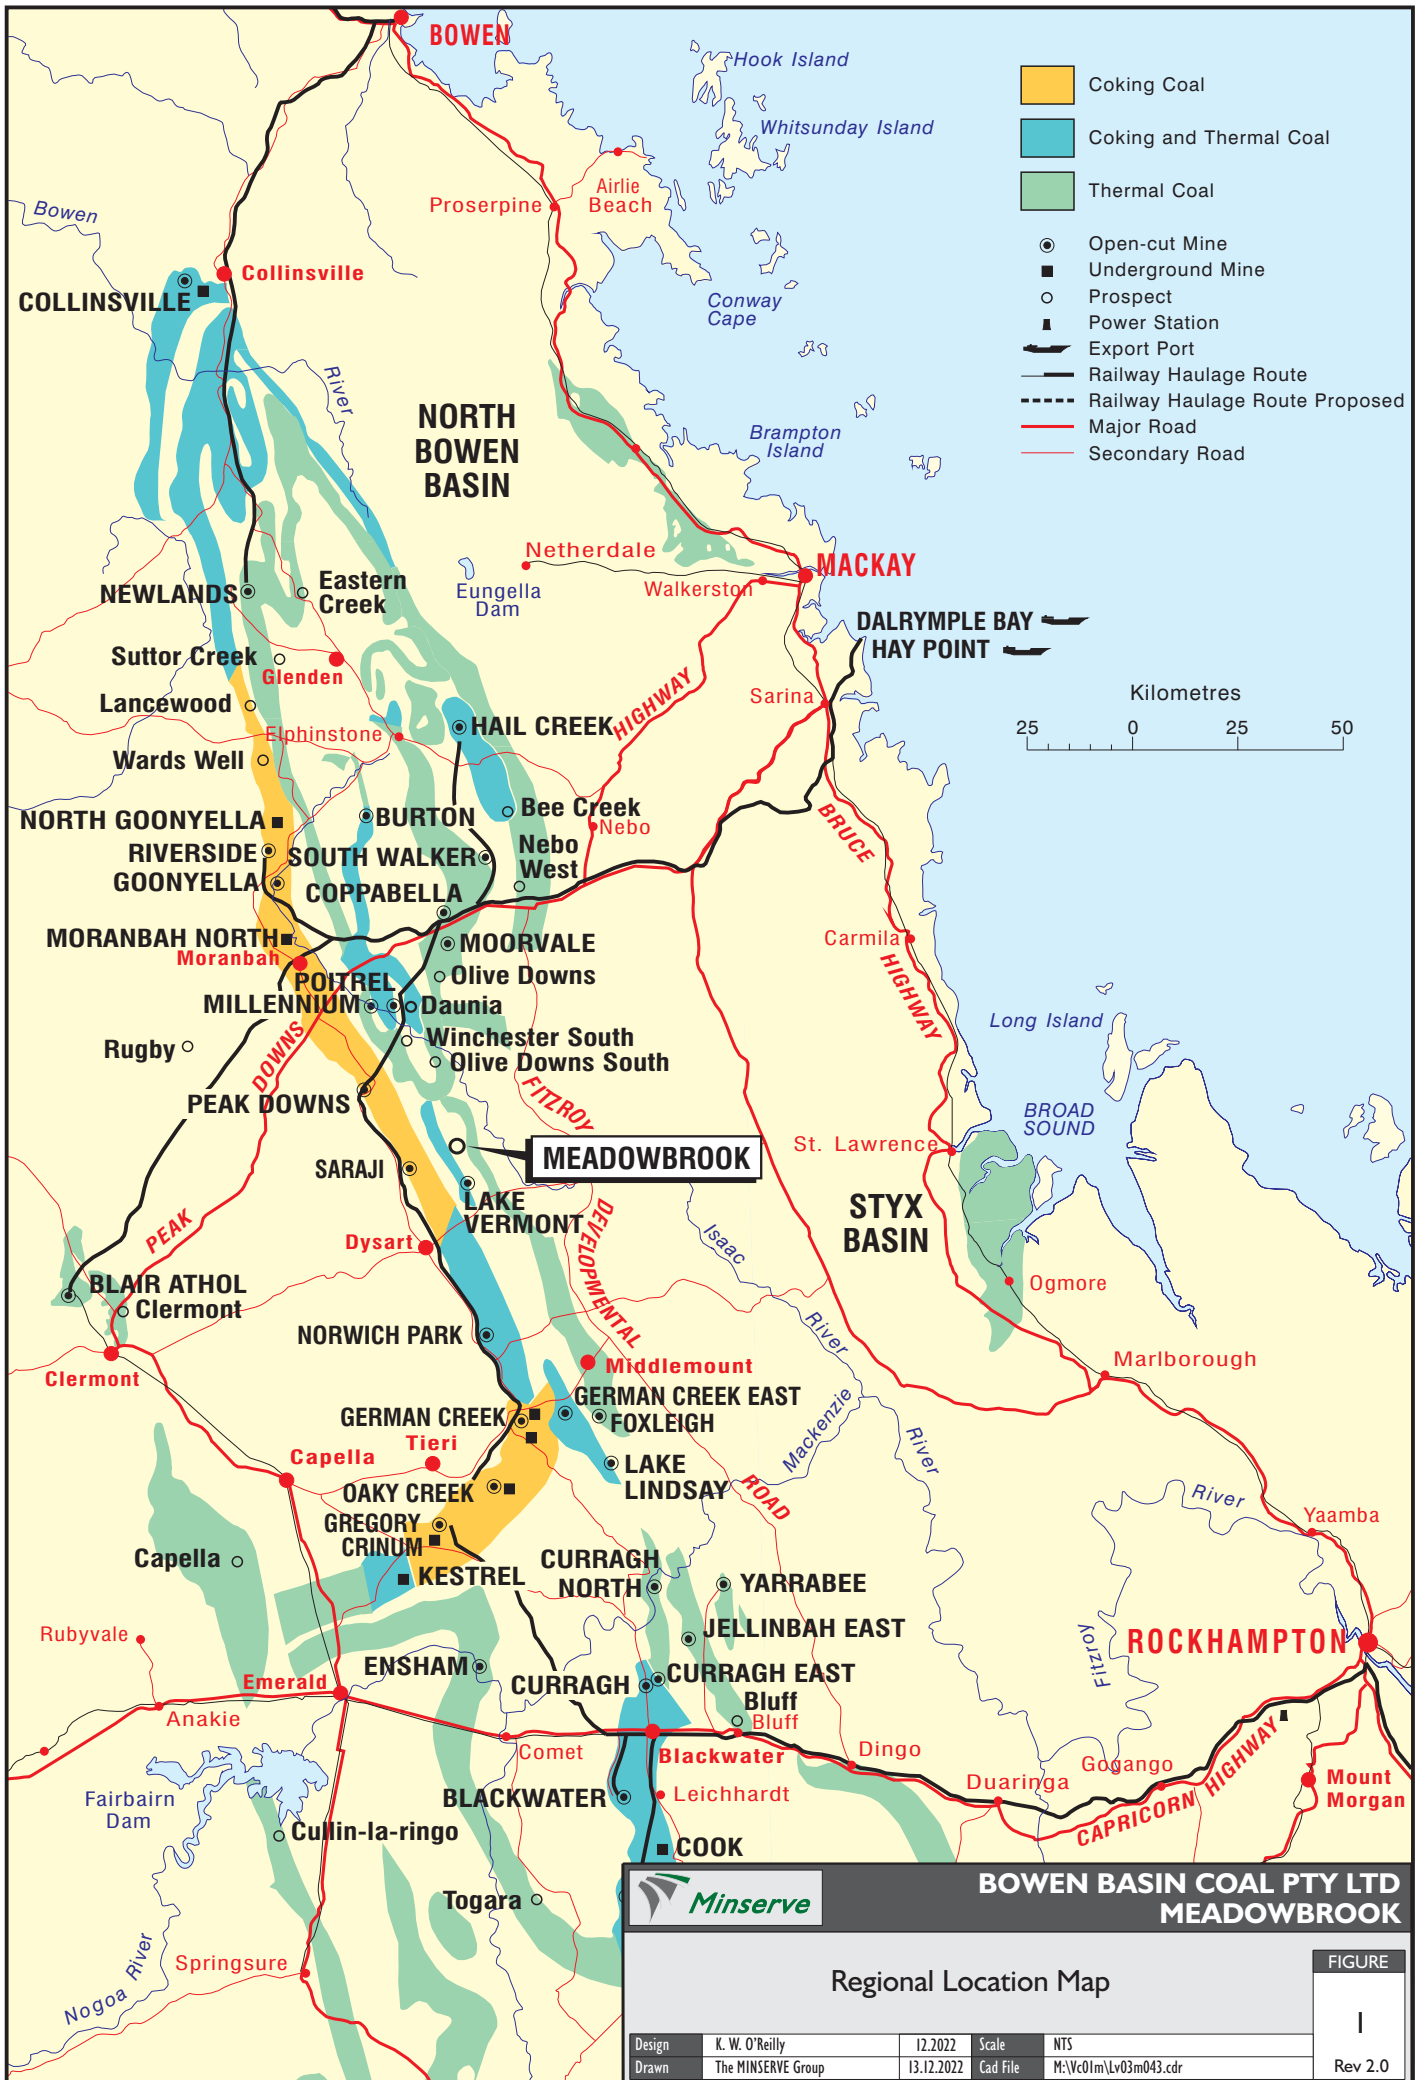 BOWEN
Hook Island
Whitsunday Island
Airlie
Beach
Proserpine
Bowen
River
Collinsville
COLLINSVILLE
Conway
Cape
Coking Coal
Coking and Thermal Coal
Thermal Coal
Open-cut Mine
Underground Mine
Prospect
Power Station
Export Port
Railway Haulage Route
Railway Haulage Route Proposed
Major Road
Secondary Road
NORTH
BOWEN
BASIN
Brampton
Island
Netherdale
Eungella
Dam
MACKAY
Walkerston
NEWLANDS
Eastern
Creek
DALRYMPLE BAY
HAY POINT
Suttor Creek
Glenden
Lancewood
Sarina
HIGHWAY
Kilometres
25
0
25
50
Elphinstone
HAIL CREEK
Wards Well
NORTH GOONYELLA
BURTON
Bee Creek
Nebo
RIVERSIDE
SOUTH WALKER
Nebo
West
GOONYELLA
COPPABELLA
BRUCE
HIGHWAY
MORANBAH NORTH
Moranbah
MOORVALE
Carmila
POITREL
Olive Downs
MILLENNIUM
Daunia
Rugby
Winchester South
Olive Downs South
Long Island
PEAK
DOWNS
PEAK DOWNS
FITZROY
DEVELOPMENTAL
ROAD
BROAD
SOUND
MEADOWBROOK
St. Lawrence
SARAJI
LAKE
VERMONT
STYX
BASIN
Isaac
River
Dysart
BLAIR ATHOL
Clermont
Ogmore
NORWICH PARK
Clermont
Middlemount
Marlborough
GERMAN CREEK EAST
GERMAN CREEK
FOXLEIGH
Mackenzie
River
Tieri
Capella
LAKE
LINDSAY
OAKY CREEK
River
Yaamba
GREGORY
CRINUM
Capella
KESTREL
CURRAGH
NORTH
YARRABEE
Rubyvale
JELLINBAH EAST
Fitzroy
ROCKHAMPTON
ENSHAM
Emerald
CURRAGH
CURRAGH EAST
Bluff
Bluff
Anakie
Comet
Blackwater
Dingo
Gogango
Duaringa
CAPRICORN
HIGHWAY
Mount
Morgan
Fairbairn
Dam
BLACKWATER
Leichhardt
Cullin-la-ringo
COOK
Togara
Springsure
Nogoa River
Minserve
BOWEN BASIN COAL PTY LTD
MEADOWBROOK
Regional Location Map
FIGURE
1
Rev 2.0
Design K. W. O'Reilly 12.2022 Scale NTS
Drawn The MINSERVE Group 13.12.2022 Cad File M:\Vc01m\Lv03m043.cdr